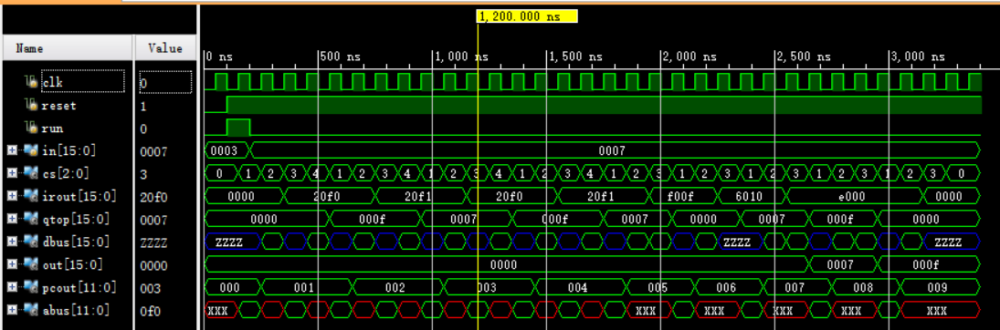 1,200.000 ns
Name Value
0 ns 500 ns 1,000 ns 1,500 ns 2,000 ns 2,500 ns 3,000 ns
clk 0
reset 1
run 0
in[15:0] 0007 0003 0007
cs[2:0] 3 0 1 2 3 4 1 2 3 4 1 2 3 4 1 2 3 4 1 2 3 1 2 3 1 2 3 1 2 3 1 2 3 0
irout[15:0] 20f0 0000 20f0 20f1 20f0 20f1 f00f 6010 e000 0000
qtop[15:0] 0007 0000 000f 0007 000f 0007 0000 0007 000f 0000
dbus[15:0] ZZZZ ZZZZ ZZZZ ZZZZ
out[15:0] 0000 0000 0007 000f
pcout[11:0] 003 000 001 002 003 004 005 006 007 008 009
abus[11:0] 0f0 XXX XXX XXX XXX XXX XXX